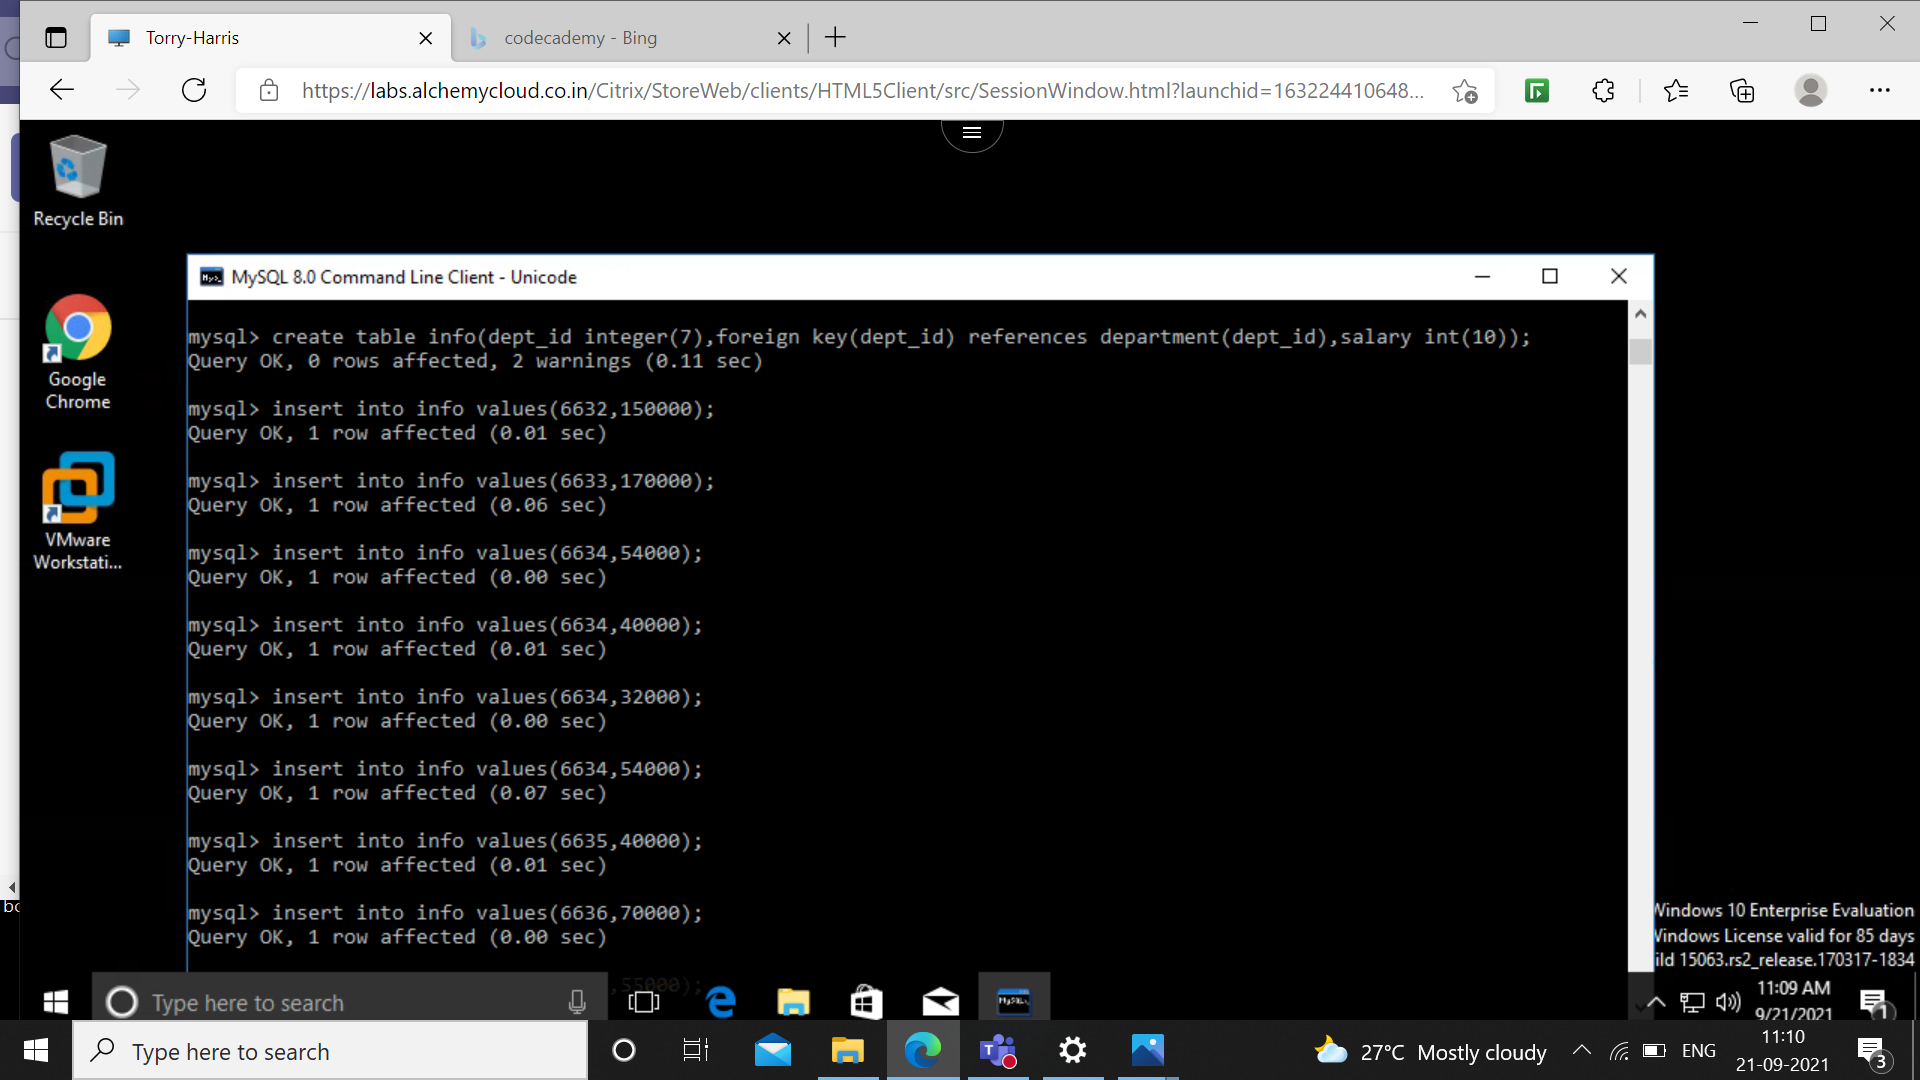 Torry-Harris
codecademy - Bing
https://labs.alchemycloud.co.in/Citrix/StoreWeb/clients/HTML5Client/src/SessionWindow.html?launchid=163224410648...
Recycle Bin
Google
Chrome
VMware
Workstati...
MySQL 8.0 Command Line Client - Unicode
mysql> create table info(dept_id integer(7),foreign key(dept_id) references department(dept_id),salary int(10));
Query OK, 0 rows affected, 2 warnings (0.11 sec)
mysql> insert into info values(6632,150000);
Query OK, 1 row affected (0.01 sec)
mysql> insert into info values(6633,170000);
Query OK, 1 row affected (0.06 sec)
mysql> insert into info values(6634,54000);
Query OK, 1 row affected (0.00 sec)
mysql> insert into info values(6634,40000);
Query OK, 1 row affected (0.01 sec)
mysql> insert into info values(6634,32000);
Query OK, 1 row affected (0.00 sec)
mysql> insert into info values(6634,54000);
Query OK, 1 row affected (0.07 sec)
mysql> insert into info values(6635,40000);
Query OK, 1 row affected (0.01 sec)
mysql> insert into info values(6636,70000);
Query OK, 1 row affected (0.00 sec)
,55000);
Windows 10 Enterprise Evaluation
Windows License valid for 85 days
ild 15063.rs2_release.170317-1834
Type here to search
11:09 AM
9/21/2021
1
Type here to search
27°C Mostly cloudy
ENG
11:10
21-09-2021
3